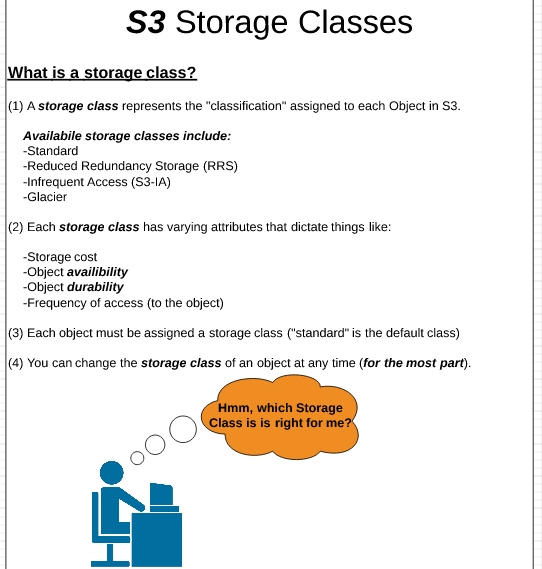 S3 Storage Classes
What is a storage class?
(1) A storage class represents the "classification" assigned to each Object in S3.
Availabile storage classes include:
-Standard
-Reduced Redundancy Storage (RRS)
-Infrequent Access (S3-IA)
-Glacier
(2) Each storage class has varying attributes that dictate things like:
-Storage cost
-Object availibility
-Object durability
-Frequency of access (to the object)
(3) Each object must be assigned a storage class ("standard" is the default class)
(4) You can change the storage class of an object at any time (for the most part).
Hmm, which Storage
Class is is right for me?